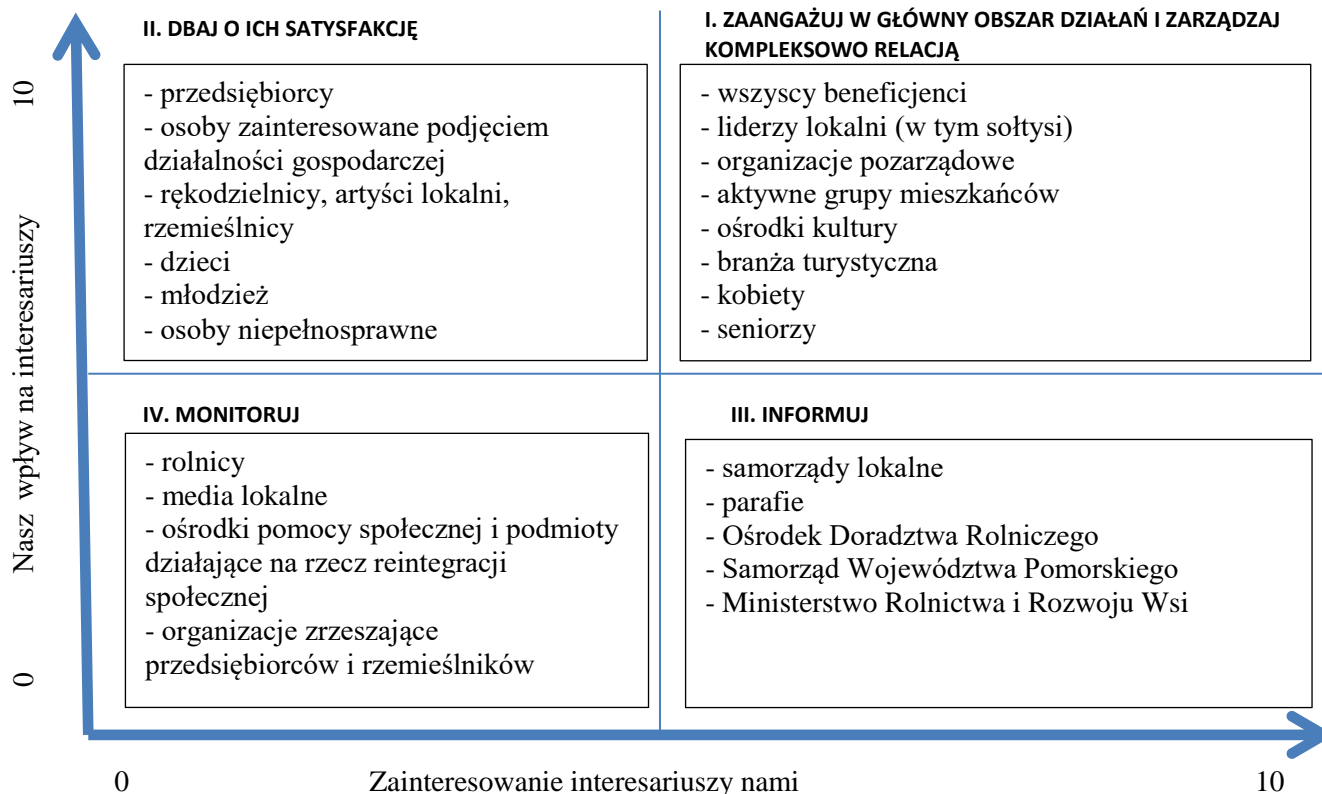 II. DBAJ O ICH SATYSFAKCJĘ
- przedsiębiorcy
- osoby zainteresowane podjęciem
działalności gospodarczej
- rękodzielnicy, artyści lokalni,
rzemieślnicy
- dzieci
- młodzież
- osoby niepełnosprawne
I. ZAANGAŻUJ W GŁÓWNY OBSZAR DZIAŁAŃ I ZARZĄDZAJ
KOMPLEKSOWO RELACJĄ
- wszyscy beneficjenci
- liderzy lokalni (w tym sołtysi)
- organizacje pozarządowe
- aktywne grupy mieszkańców
- ośrodki kultury
- branża turystyczna
- kobiety
- seniorzy
IV. MONITORUJ
- rolnicy
- media lokalne
- ośrodki pomocy społecznej i podmioty
działające na rzecz reintegracji
społecznej
- organizacje zrzeszające
przedsiębiorców i rzemieślników
III. INFORMUJ
- samorządy lokalne
- parafie
- Ośrodek Doradztwa Rolniczego
- Samorząd Województwa Pomorskiego
- Ministerstwo Rolnictwa i Rozwoju Wsi
0 Nasz wpływ na interesariuszy 10
0 Zainteresowanie interesariuszy nami 10